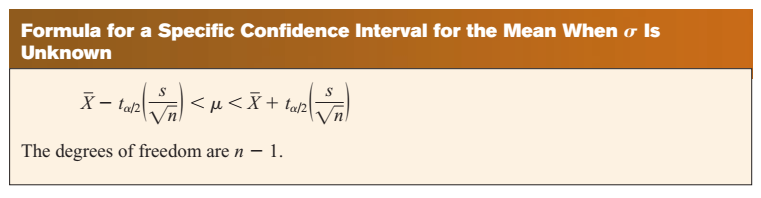 Formula for a Specific Confidence Interval for the Mean When σ Is
Unknown
X̄ − t_{α/2}(s/√n) < μ < X̄ + t_{α/2}(s/√n)
The degrees of freedom are n − 1.